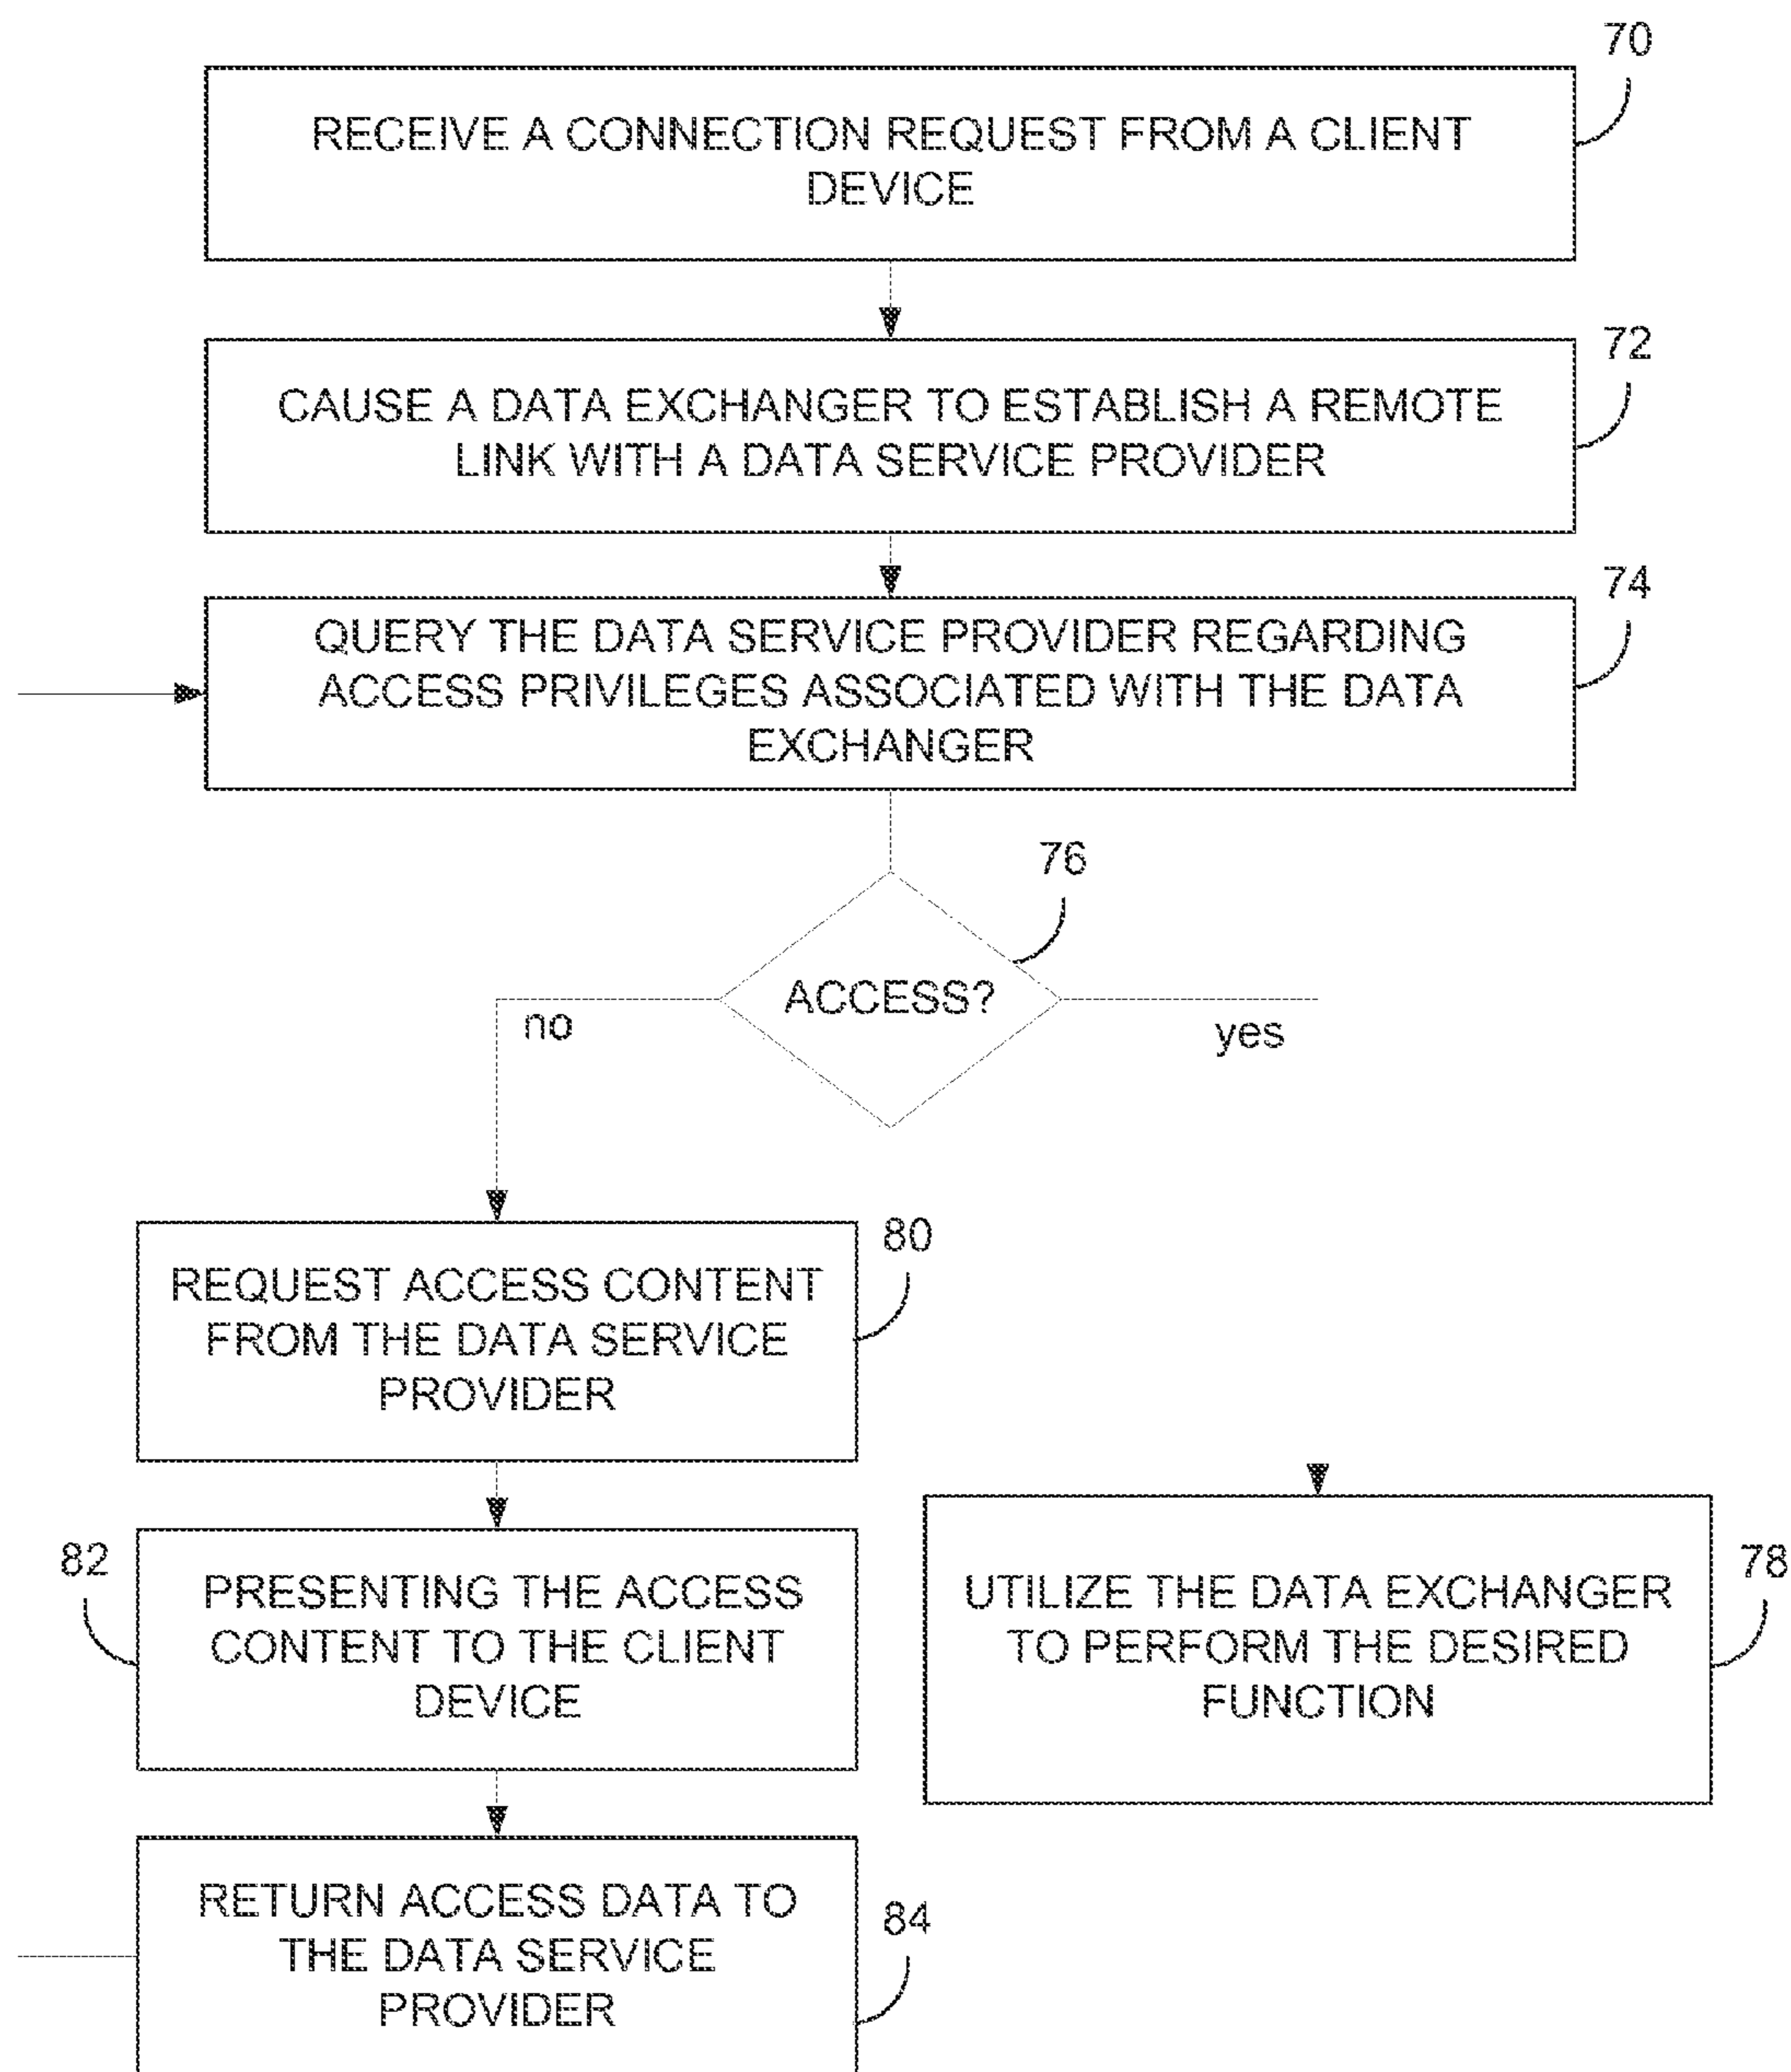 70
RECEIVE A CONNECTION REQUEST FROM A CLIENT
DEVICE
72
CAUSE A DATA EXCHANGER TO ESTABLISH A REMOTE
LINK WITH A DATA SERVICE PROVIDER
74
QUERY THE DATA SERVICE PROVIDER REGARDING
ACCESS PRIVILEGES ASSOCIATED WITH THE DATA
EXCHANGER
76
ACCESS?
no
yes
80
REQUEST ACCESS CONTENT
FROM THE DATA SERVICE
PROVIDER
82
PRESENTING THE ACCESS
CONTENT TO THE CLIENT
DEVICE
78
UTILIZE THE DATA EXCHANGER
TO PERFORM THE DESIRED
FUNCTION
84
RETURN ACCESS DATA TO
THE DATA SERVICE
PROVIDER